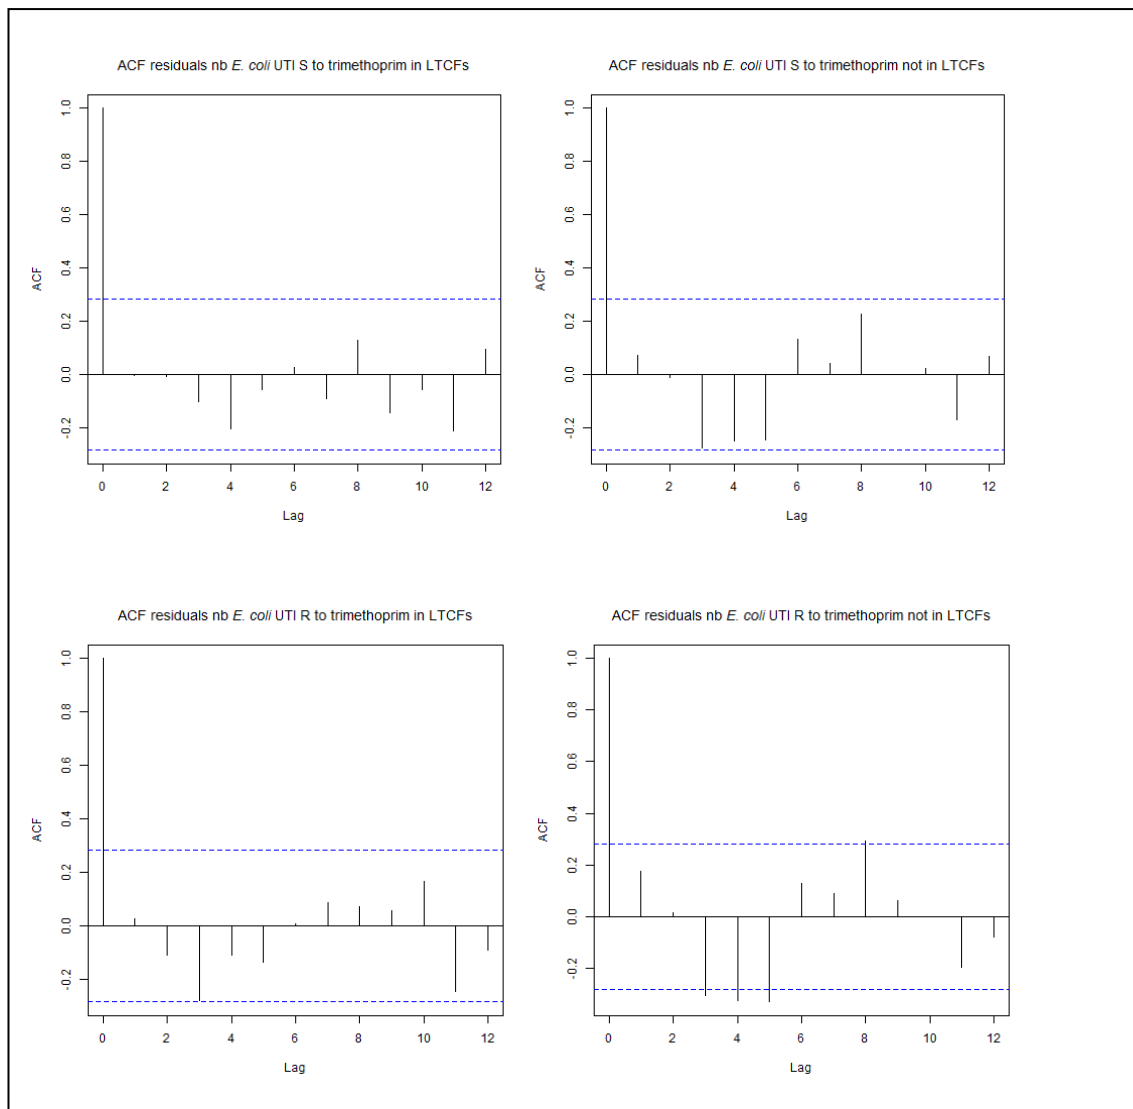 ACF residuals nb E. coli UTI S to trimethoprim in LTCFs
1.0
0.8
0.6
0.4
0.2
0.0
-0.2
ACF
0 2 4 6 8 10 12
Lag
ACF residuals nb E. coli UTI S to trimethoprim not in LTCFs
1.0
0.8
0.6
0.4
0.2
0.0
-0.2
ACF
0 2 4 6 8 10 12
Lag
ACF residuals nb E. coli UTI R to trimethoprim in LTCFs
1.0
0.8
0.6
0.4
0.2
0.0
-0.2
ACF
0 2 4 6 8 10 12
Lag
ACF residuals nb E. coli UTI R to trimethoprim not in LTCFs
1.0
0.8
0.6
0.4
0.2
0.0
-0.2
ACF
0 2 4 6 8 10 12
Lag